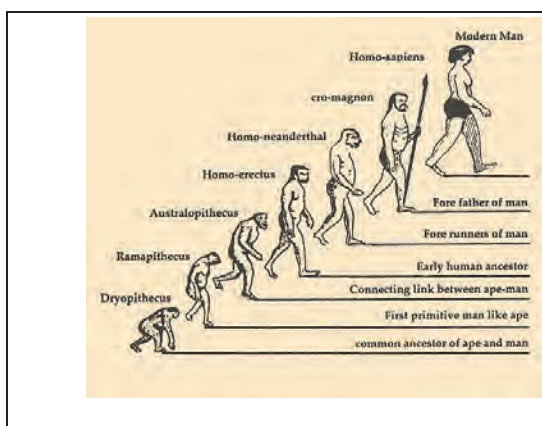 Modern Man
Homo-sapiens
cro-magnon
Homo-neanderthal
Homo-erectus
Australopithecus
Ramapithecus
Dryopithecus
Fore father of man
Fore runners of man
Early human ancestor
Connecting link between ape-man
First primitive man like ape
common ancestor of ape and man